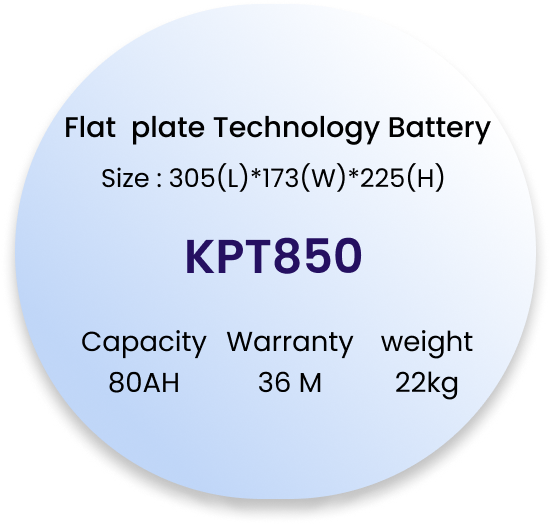 Flat plate Technology Battery
Size : 305(L)*173(W)*225(H)
KPT850
Capacity Warranty weight
80AH 36 M 22kg